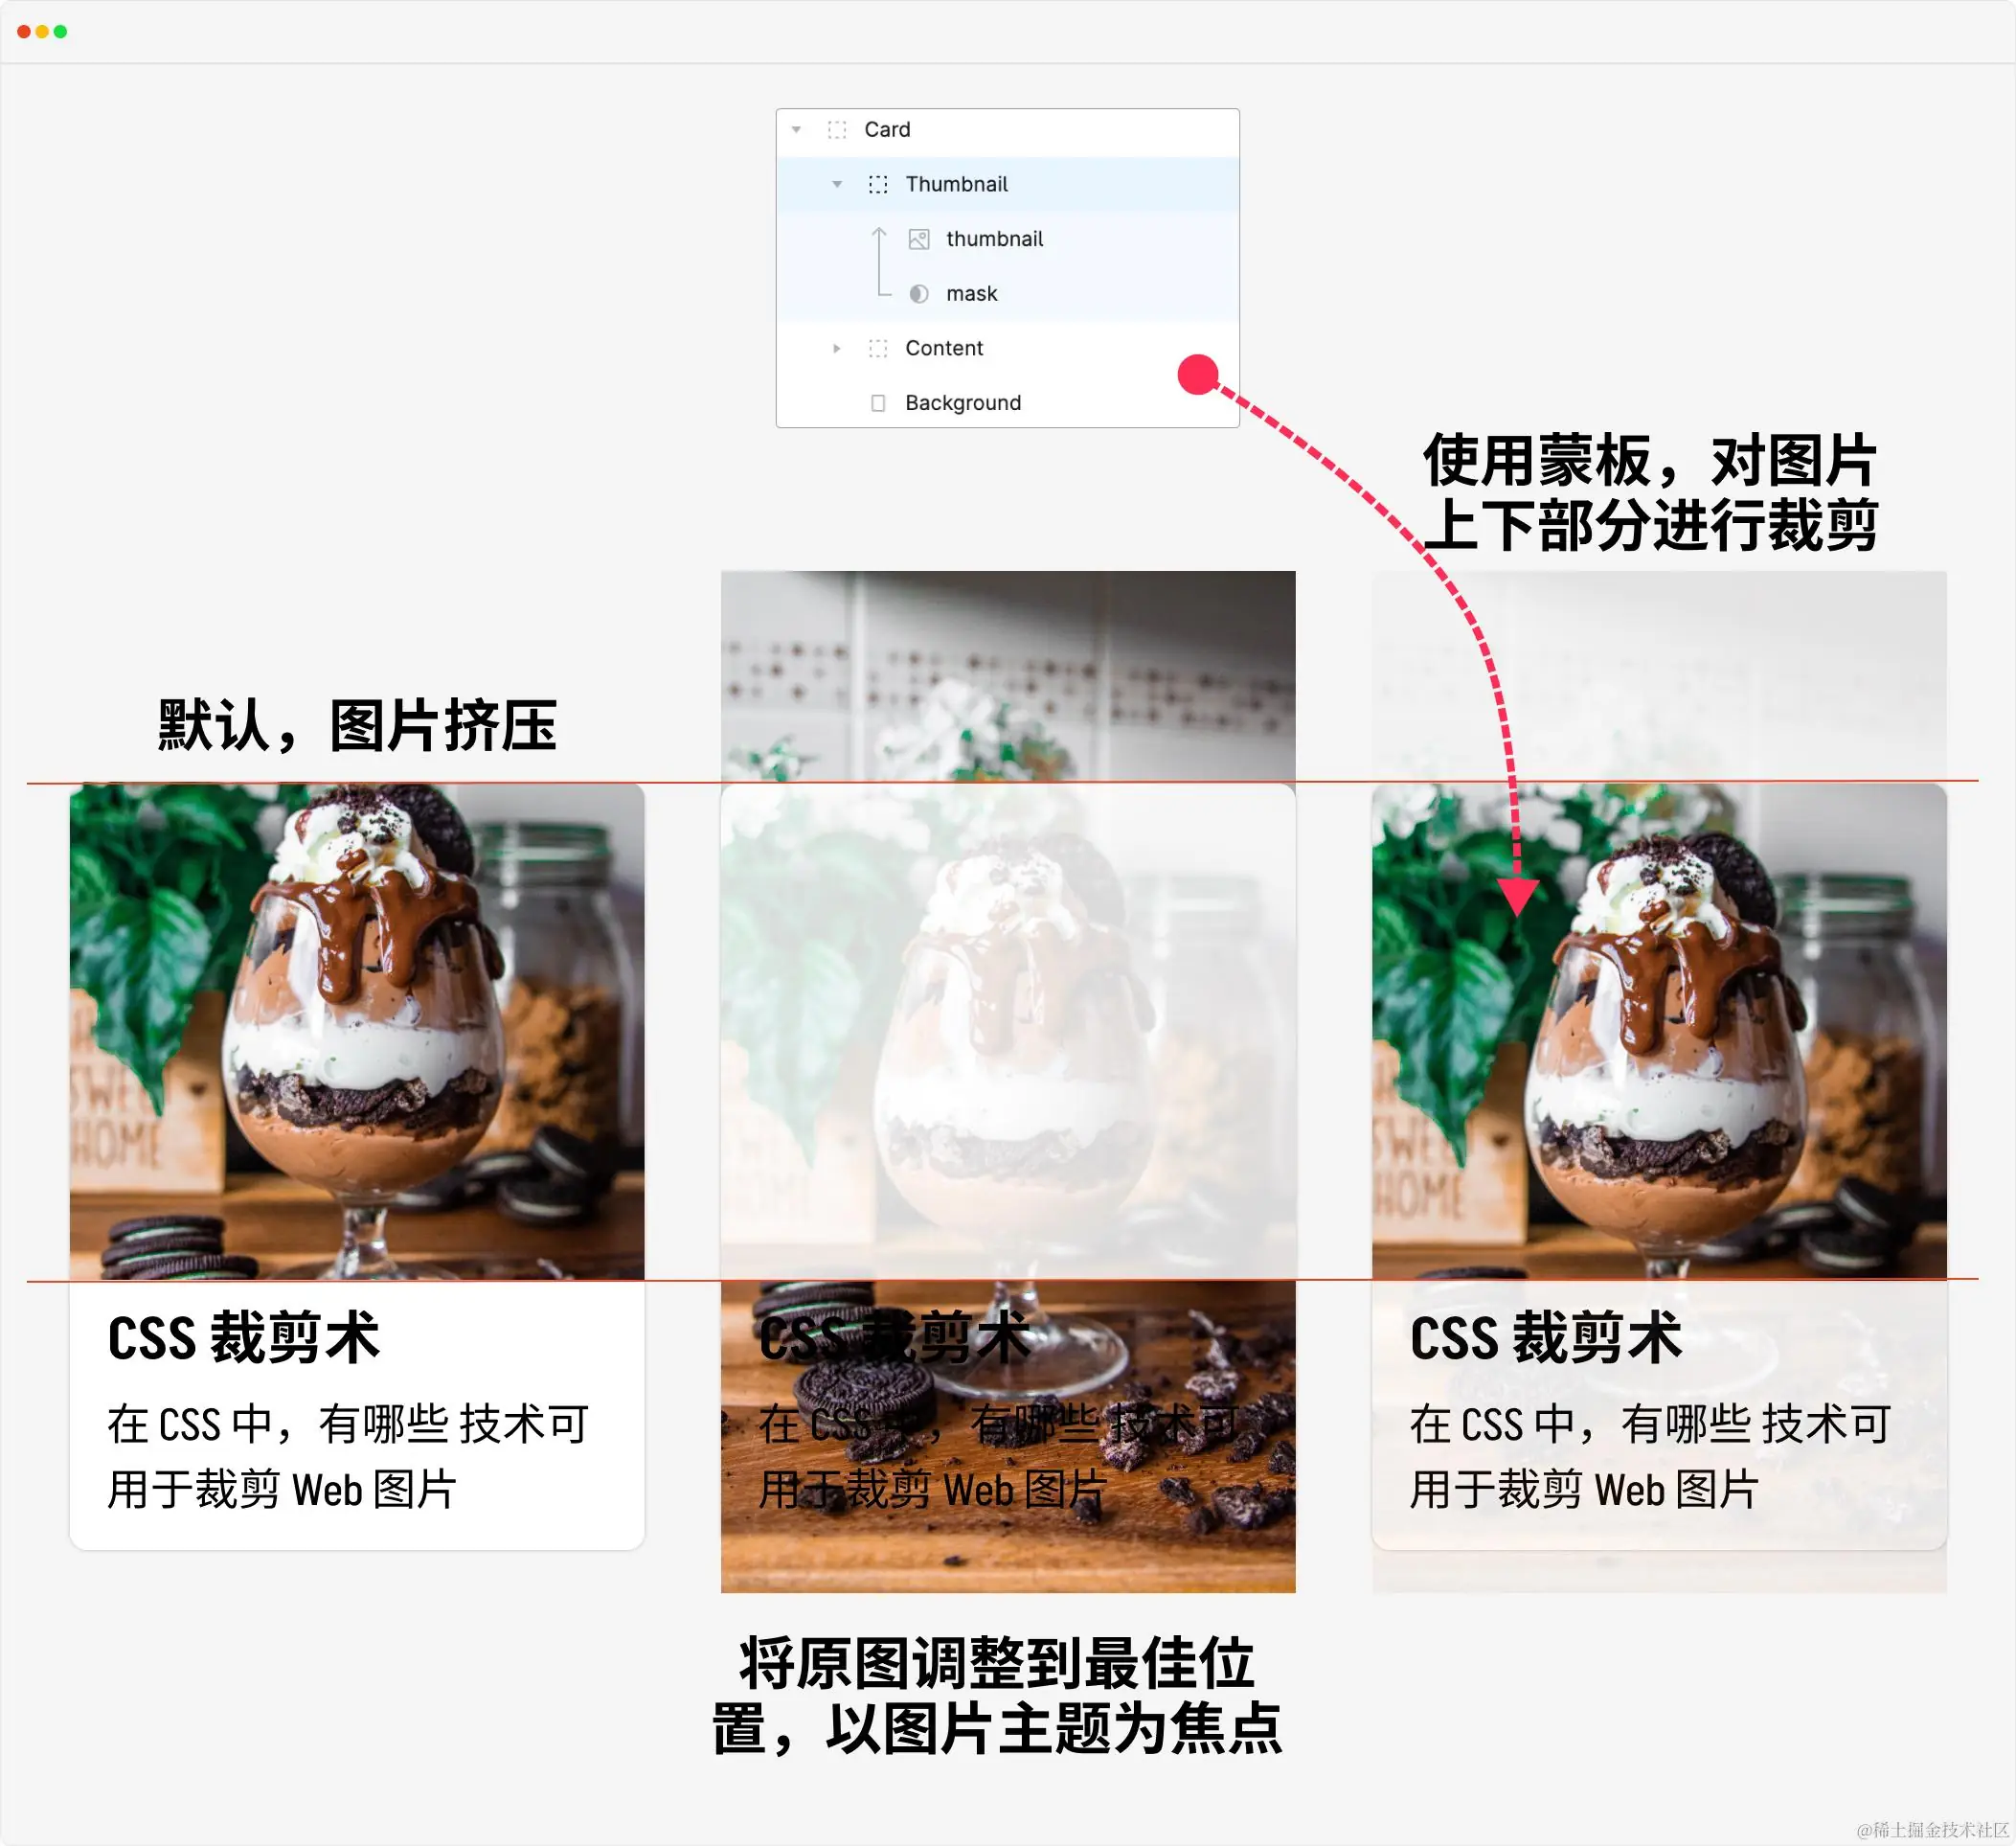 Card
Thumbnail
thumbnail
mask
Content
Background
使用蒙板，对图片
上下部分进行裁剪
默认，图片挤压
SWEE
HOME
SWEET
HOME
CSS 裁剪术
在 CSS 中，有哪些 技术可
用于裁剪 Web 图片
CSS 裁剪术
在 CSS 中，有哪些 技术可
用于裁剪 Web 图片
CSS 裁剪术
在 CSS 中，有哪些 技术可
用于裁剪 Web 图片
将原图调整到最佳位
置，以图片主题为焦点
@稀土掘金技术社区